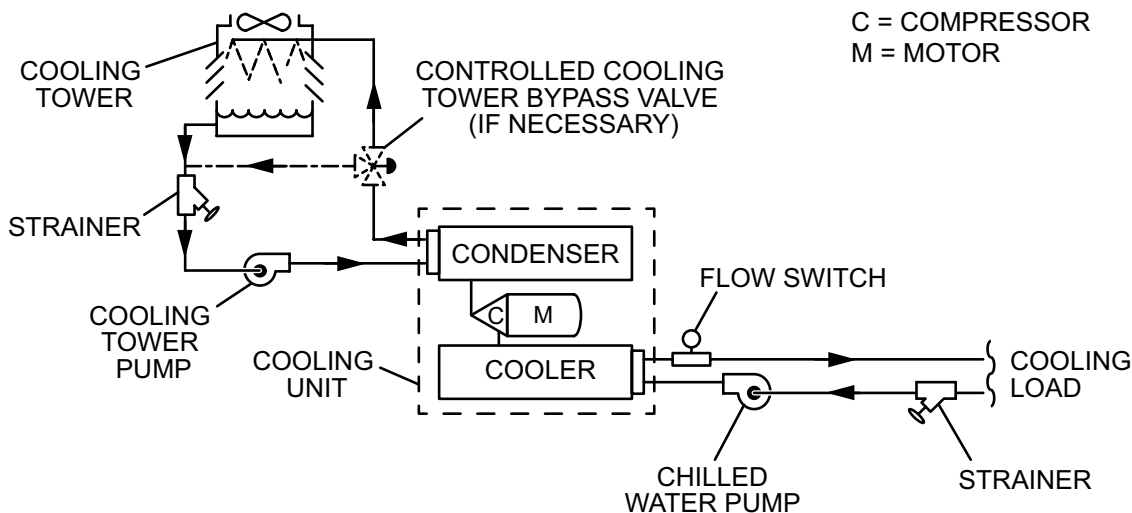 C = COMPRESSOR
M = MOTOR
COOLING
TOWER
CONTROLLED COOLING
TOWER BYPASS VALVE
(IF NECESSARY)
STRAINER
CONDENSER
FLOW SWITCH
C
M
COOLING
TOWER
PUMP
COOLING
UNIT
COOLER
COOLING
LOAD
CHILLED
WATER PUMP
STRAINER